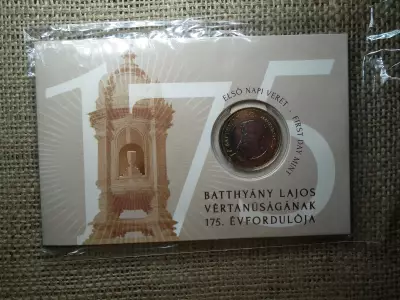 175
ELSŐ NAPI VERET - FIRST DAY MINT
BATTHYÁNY LAJOS
VÉRTANÚSÁGÁNAK
175. ÉVFORDULÓJA